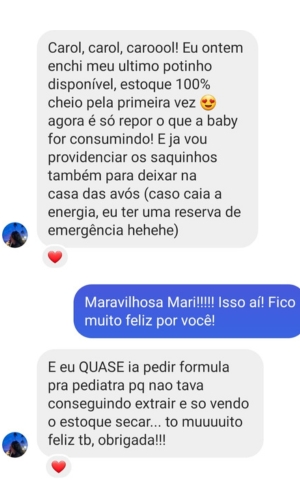 Carol, carol, caroool! Eu ontem
enchi meu ultimo potinho
disponível, estoque 100%
cheio pela primeira vez 😍
agora é só repor o que a baby
for consumindo! E ja vou
providenciar os saquinhos
também para deixar na
casa das avós (caso caia a
energia, eu ter uma reserva de
emergência hehehe)
Maravilhosa Mari!!!!! Isso aí! Fico
muito feliz por você!
E eu QUASE ia pedir formula
pra pediatra pq nao tava
conseguindo extrair e so vendo
o estoque secar... to muuuuito
feliz tb, obrigada!!!